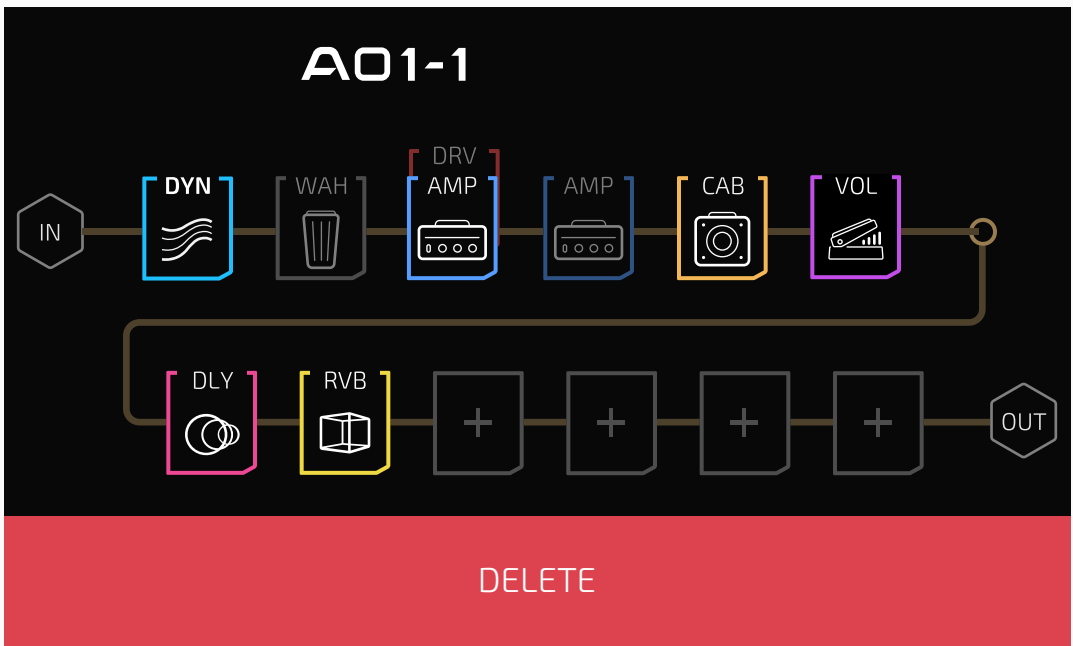 A01-1
DRV
IN DYN WAH AMP AMP CAB VOL
DLY RVB + + + + OUT
DELETE